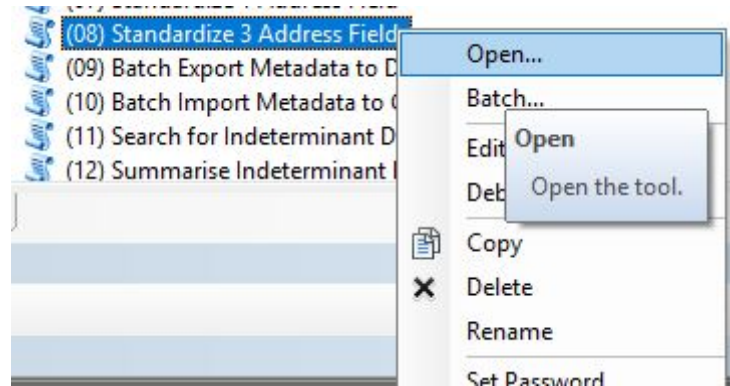 (08) Standardize 3 Address Field
(09) Batch Export Metadata to
(10) Batch Import Metadata to
(11) Search for Indeterminant
(12) Summarise Indeterminant
Open...
Batch...
Open
Open the tool.
Copy
Delete
Rename
Set Password